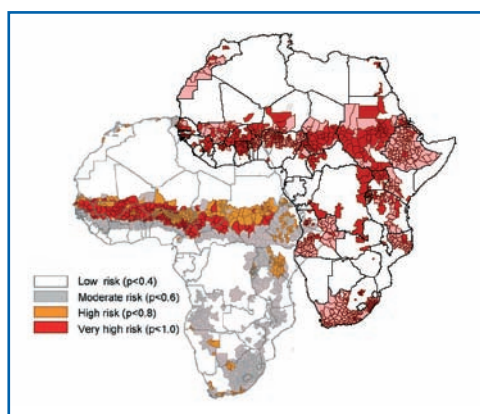 Low risk (p<0.4)
Moderate risk (p<0.6)
High risk (p<0.8)
Very high risk (p<1.0)